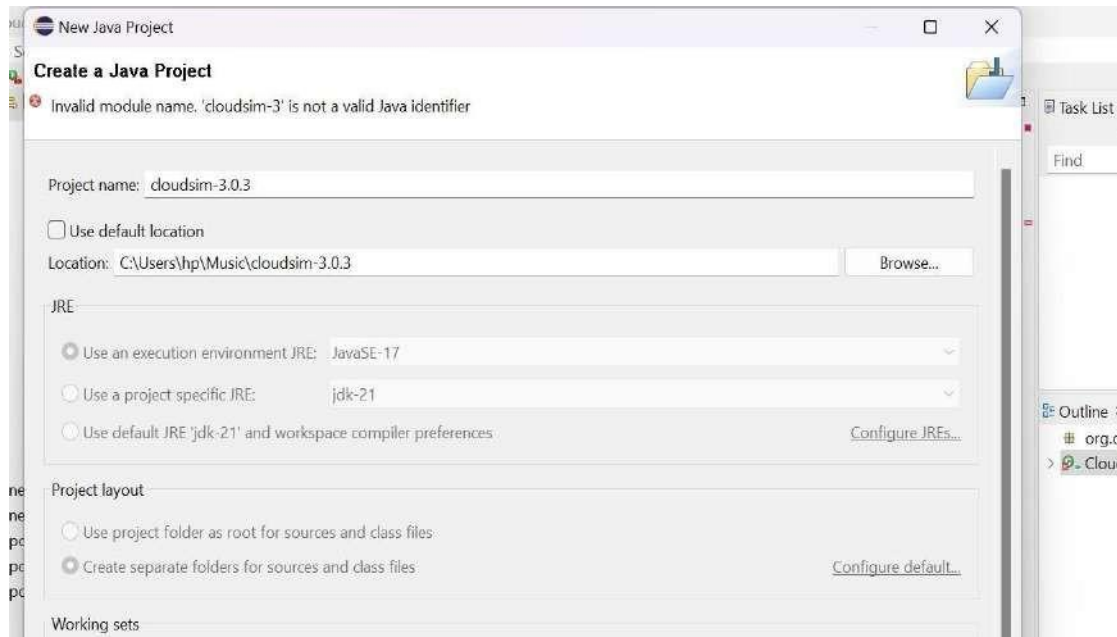 New Java Project
Create a Java Project
Invalid module name. 'cloudsim-3' is not a valid Java identifier
Task List
Find
Project name: cloudsim-3.0.3
Use default location
Location: C:\Users\hp\Music\cloudsim-3.0.3 Browse...
JRE
Use an execution environment JRE: JavaSE-17
Use a project specific JRE: jdk-21
Use default JRE 'jdk-21' and workspace compiler preferences Configure JREs...
Outline
Project layout
Use project folder as root for sources and class files
Create separate folders for sources and class files Configure default...
Working sets